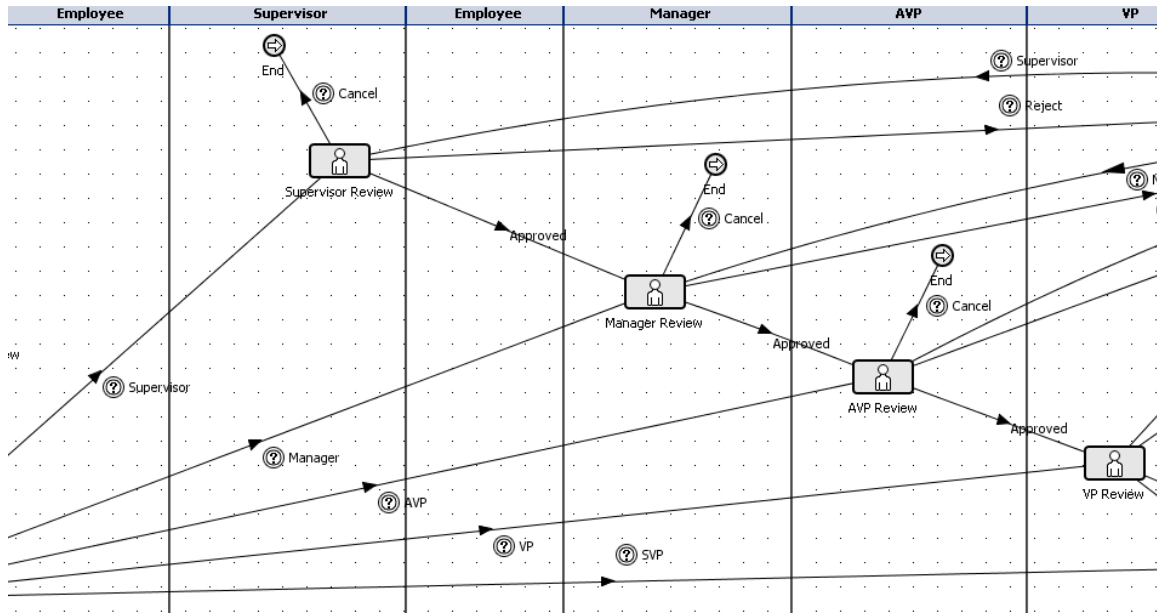 Employee
Supervisor
Employee
Manager
AVP
VP
End
Cancel
Supervisor
Reject
Supervisor Review
End
Cancel
Approved
End
Cancel
Manager Review
Approved
Supervisor
AVP Review
Approved
Manager
VP Review
AVP
VP
SVP